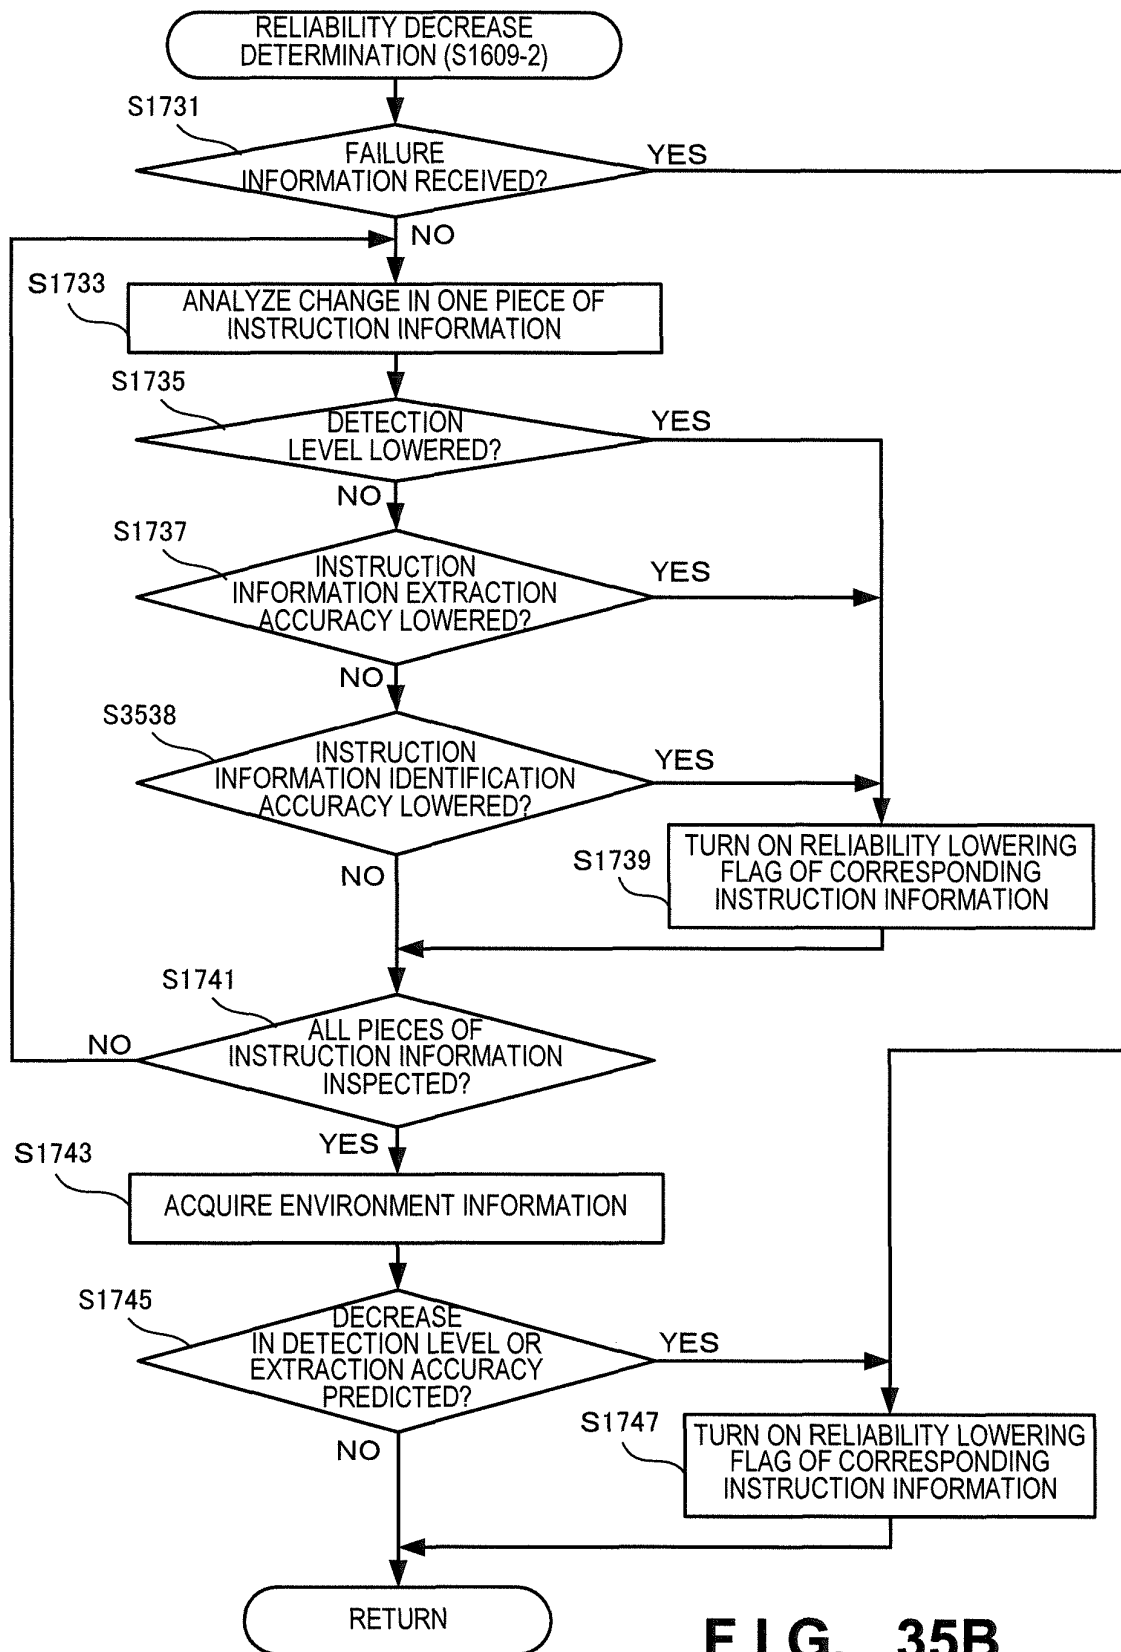 RELIABILITY DECREASE
DETERMINATION (S1609-2)
S1731
FAILURE
INFORMATION RECEIVED?
YES
NO
S1733
ANALYZE CHANGE IN ONE PIECE OF
INSTRUCTION INFORMATION
S1735
DETECTION
LEVEL LOWERED?
YES
NO
S1737
INSTRUCTION
INFORMATION EXTRACTION
ACCURACY LOWERED?
YES
NO
S3538
INSTRUCTION
INFORMATION IDENTIFICATION
ACCURACY LOWERED?
YES
NO
S1739
TURN ON RELIABILITY LOWERING
FLAG OF CORRESPONDING
INSTRUCTION INFORMATION
S1741
ALL PIECES OF
INSTRUCTION INFORMATION
INSPECTED?
NO
YES
S1743
ACQUIRE ENVIRONMENT INFORMATION
S1745
DECREASE
IN DETECTION LEVEL OR
EXTRACTION ACCURACY
PREDICTED?
YES
NO
S1747
TURN ON RELIABILITY LOWERING
FLAG OF CORRESPONDING
INSTRUCTION INFORMATION
RETURN
FIG. 35B